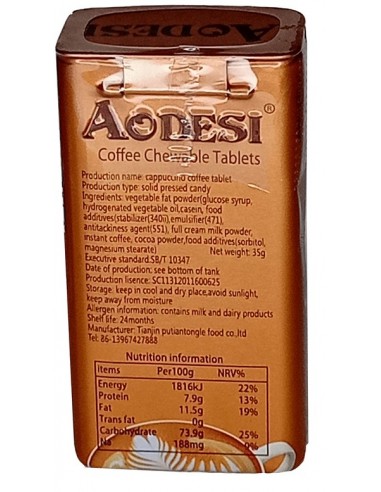 AODESI
AODESI®
Coffee Chewable Tablets
Production name: cappuccino coffee tablet
Production type: solid pressed candy
Ingredients: vegetable fat powder(glucose syrup,
hydrogenated vegetable oil,casein, food
additives(stabilizer(340ii),emulsifier(471),
antitackiness agent(551), full cream milk powder,
instant coffee, cocoa powder,food additives(sorbitol,
magnesium stearate) Net weight: 35g
Executive standard:SB/T 10347
Date of production: see bottom of tank
Production lisence: SC11312011600625
Storage: keep in cool and dry place,avoid sunlight,
keep away from moisture
Allergen information: contains milk and dairy products
Shelf life: 24months
Manufacturer: Tianjin putiantongle food co.,ltd
Tel: 86-13967427888
Nutrition information
Items Per100g NRV%
Energy 1816kJ 22%
Protein 7.9g 13%
Fat 11.5g 19%
Trans fat 0g
Carbohydrate 73.9g 25%
Na 188mg 9%